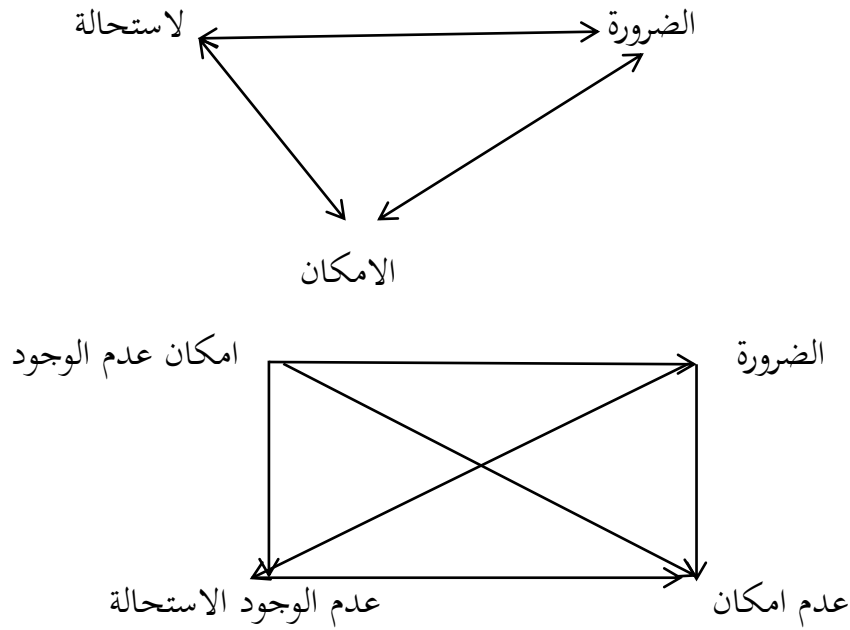 الضرورة لاستحالة
الامكان
الضرورة امكان عدم الوجود
عدم امكان عدم الوجود الاستحالة